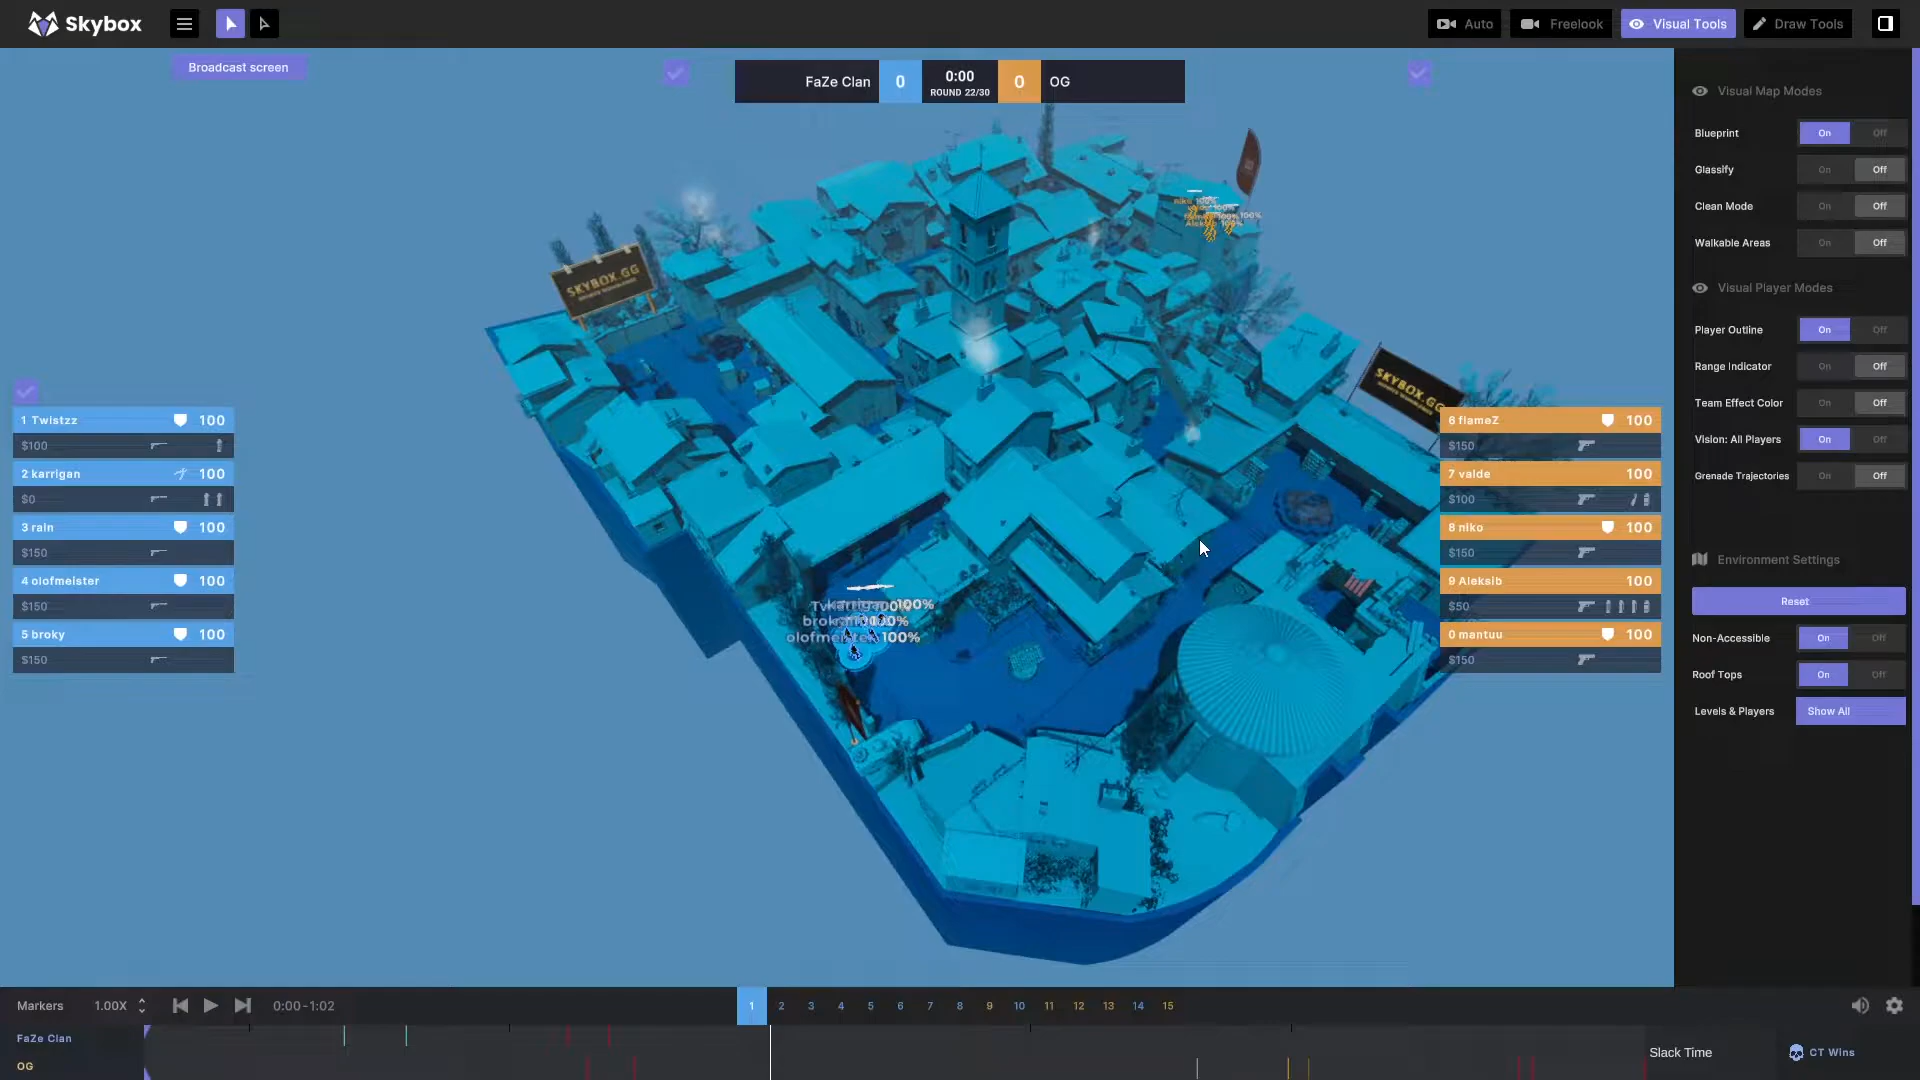 Skybox
Auto
Freelook
Visual Tools
Draw Tools
Broadcast screen
FaZe Clan
0
0:00
ROUND 22/30
0
OG
Visual Map Modes
Blueprint On Off
Glassify On Off
Clean Mode On Off
Walkable Areas On Off
Visual Player Modes
Player Outline On Off
Range Indicator On Off
Team Effect Color On Off
Vision: All Players On Off
Grenade Trajectories On Off
Environment Settings
Reset
Non-Accessible On Off
Roof Tops On Off
Levels & Players Show All
SKYBOX.GG
SKYBOX.GG
1 Twistzz 100
$100
2 karrigan 100
$0
3 rain 100
$150
4 olofmeister 100
$150
5 broky 100
$150
100%
100%
olofmeister 100%
6 flameZ 100
$150
7 valde 100
$100
8 niko 100
$150
9 Aleksib 100
$50
0 mantuu 100
$150
Markers
1.00X
0:00-1:02
1 2 3 4 5 6 7 8 9 10 11 12 13 14 15
FaZe Clan
OG
Slack Time
CT Wins